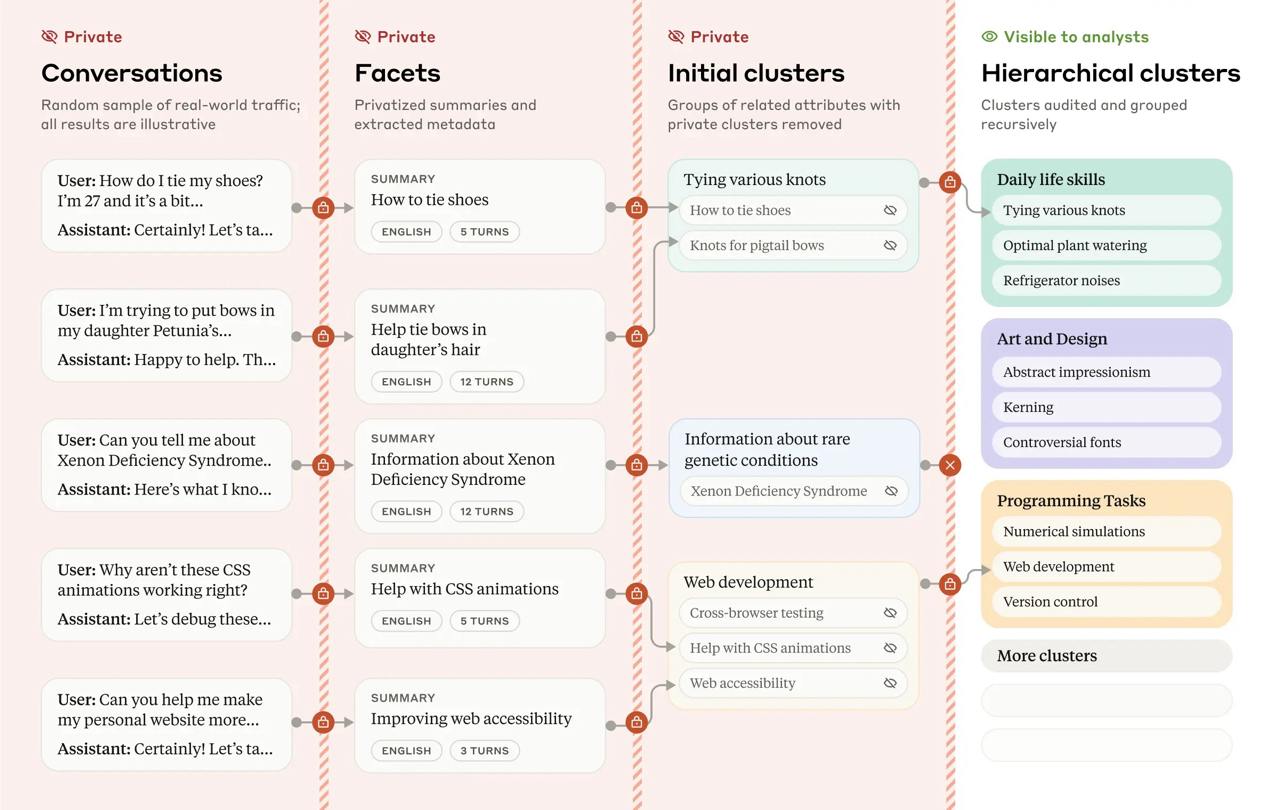 Private
Conversations
Random sample of real-world traffic;
all results are illustrative
User: How do I tie my shoes?
I’m 27 and it’s a bit...
Assistant: Certainly! Let’s ta...
User: I’m trying to put bows in
my daughter Petunia’s...
Assistant: Happy to help. Th...
User: Can you tell me about
Xenon Deficiency Syndrome..
Assistant: Here’s what I kno...
User: Why aren’t these CSS
animations working right?
Assistant: Let’s debug these...
User: Can you help me make
my personal website more...
Assistant: Certainly! Let’s ta...
Private
Facets
Privatized summaries and
extracted metadata
SUMMARY
How to tie shoes
ENGLISH 5 TURNS
SUMMARY
Help tie bows in
daughter’s hair
ENGLISH 12 TURNS
SUMMARY
Information about Xenon
Deficiency Syndrome
ENGLISH 12 TURNS
SUMMARY
Help with CSS animations
ENGLISH 5 TURNS
SUMMARY
Improving web accessibility
ENGLISH 3 TURNS
Private
Initial clusters
Groups of related attributes with
private clusters removed
Tying various knots
How to tie shoes
Knots for pigtail bows
Information about rare
genetic conditions
Xenon Deficiency Syndrome
Web development
Cross-browser testing
Help with CSS animations
Web accessibility
Visible to analysts
Hierarchical clusters
Clusters audited and grouped
recursively
Daily life skills
Tying various knots
Optimal plant watering
Refrigerator noises
Art and Design
Abstract impressionism
Kerning
Controversial fonts
Programming Tasks
Numerical simulations
Web development
Version control
More clusters